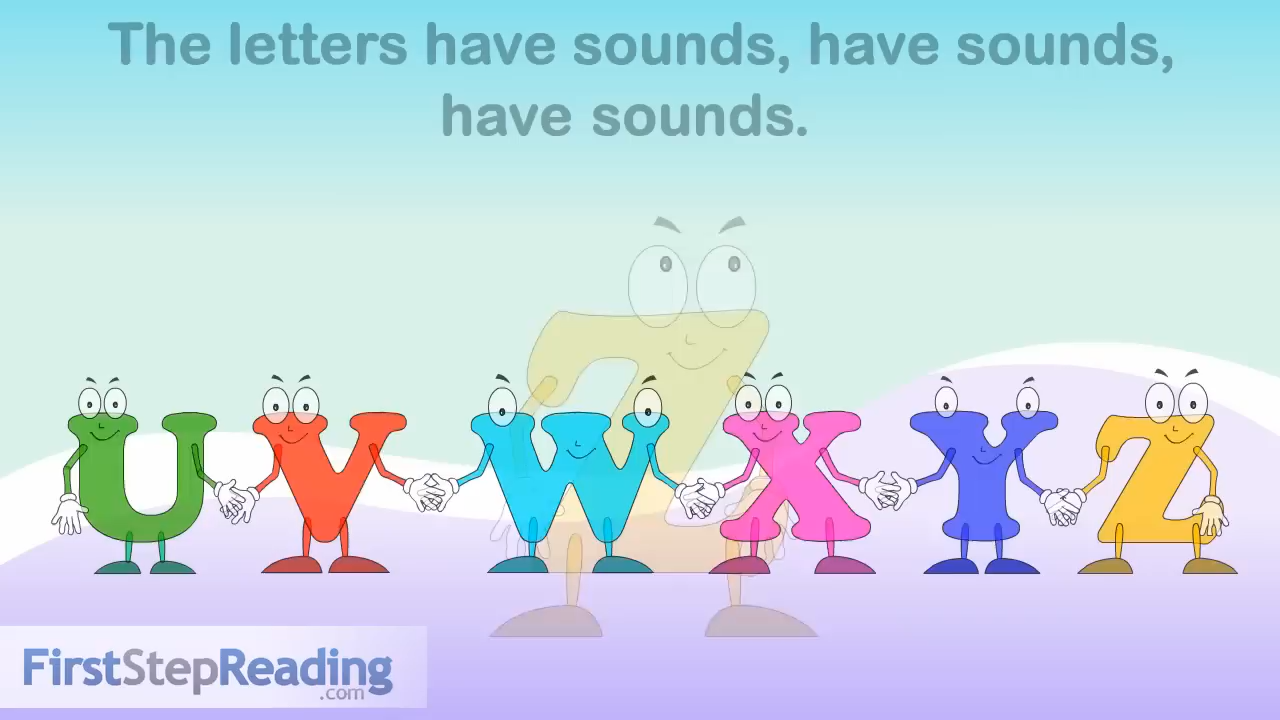 The letters have sounds, have sounds,
have sounds.
Z
U V W X Y Z
FirstStepReading
.com